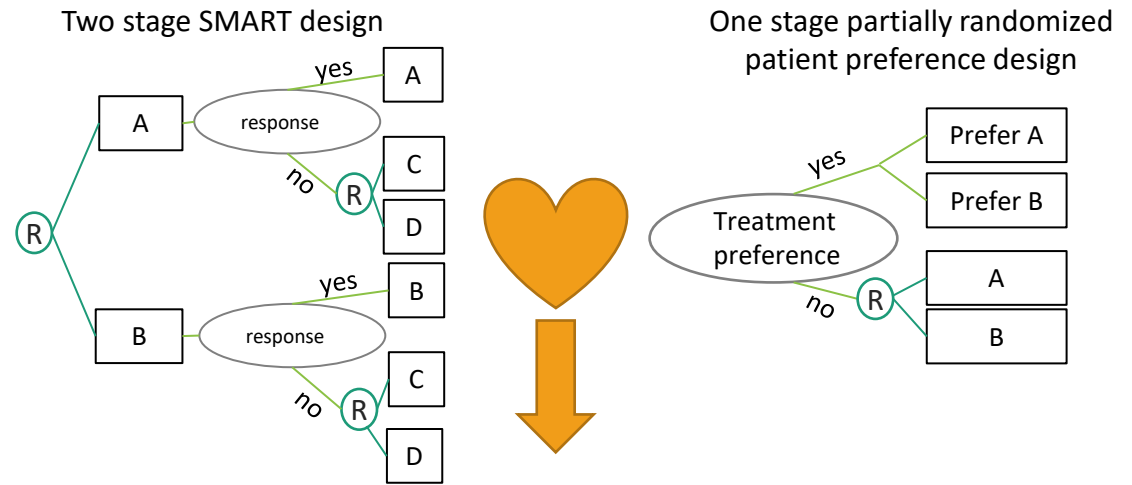 Two stage SMART design
R
A
response
yes
A
no
R
C
D
B
response
yes
B
no
R
C
D
One stage partially randomized
patient preference design
Treatment
preference
yes
Prefer A
Prefer B
no
R
A
B